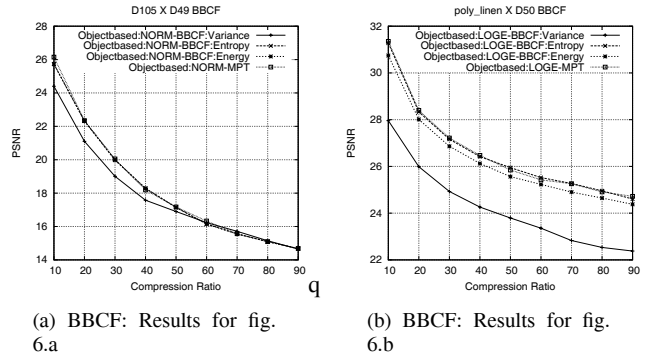 D105 X D49 BBCF
28
26
24
22
20
18
16
14
PSNR
Objectbased:NORM-BBCF:Variance
Objectbased:NORM-BBCF:Entropy
Objectbased:NORM-BBCF:Energy
Objectbased:NORM-MPT
10 20 30 40 50 60 70 80 90
Compression Ratio
q
(a) BBCF: Results for fig.
6.a
poly_linen X D50 BBCF
32
30
28
26
24
22
PSNR
Objectbased:LOGE-BBCF:Variance
Objectbased:LOGE-BBCF:Entropy
Objectbased:LOGE-BBCF:Energy
Objectbased:LOGE-MPT
10 20 30 40 50 60 70 80 90
Compression Ratio
(b) BBCF: Results for fig.
6.b